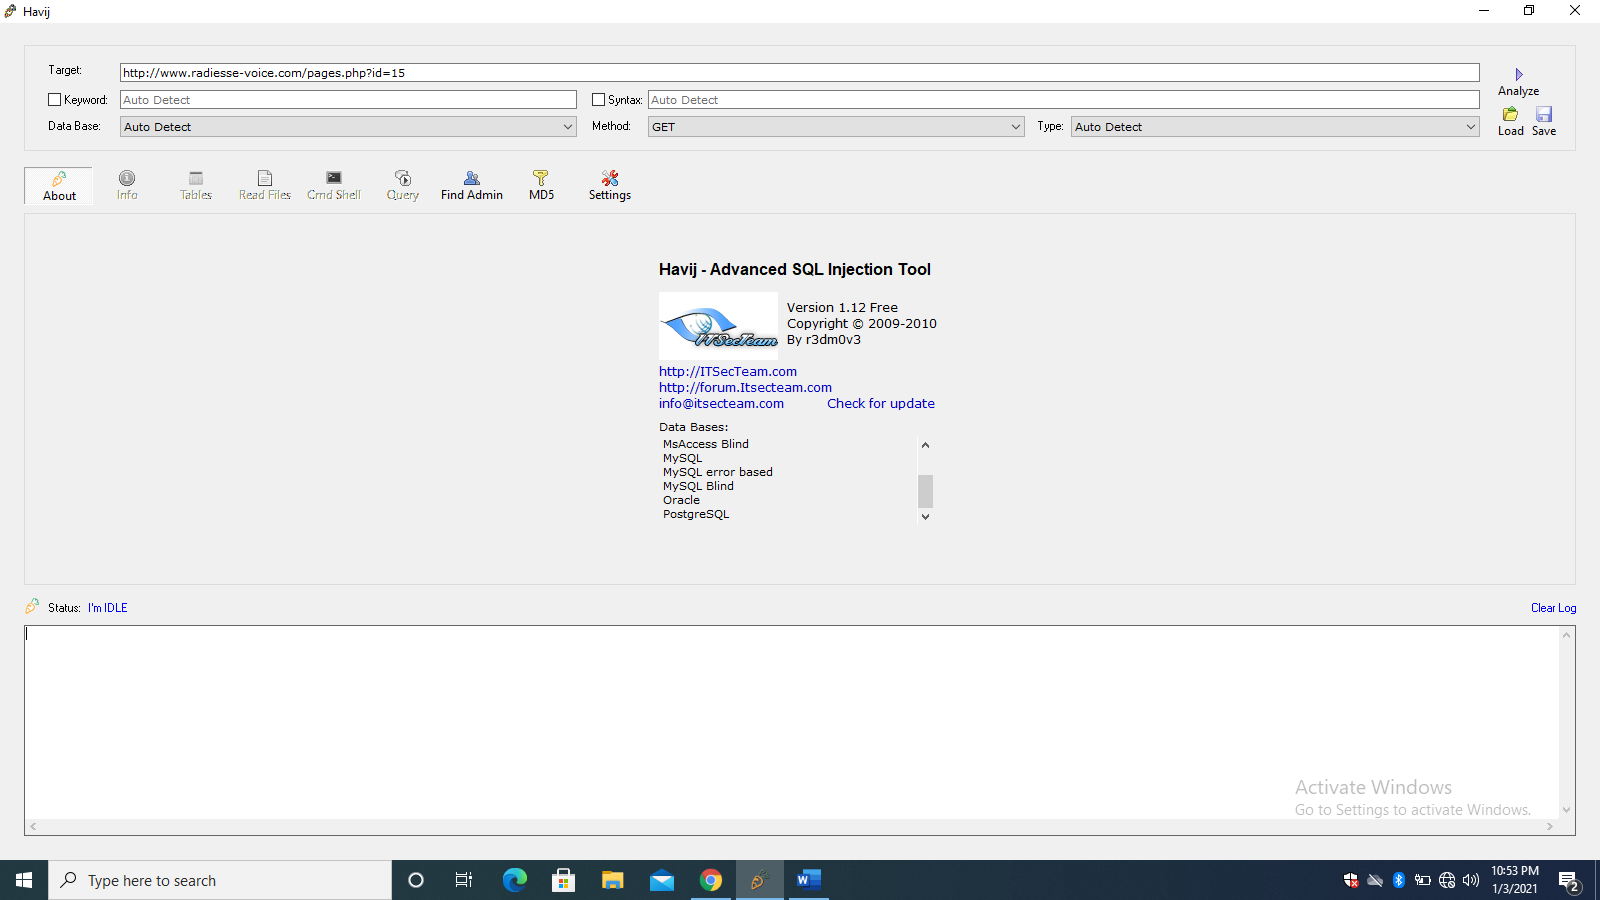 Havij
Target: http://www.radiesse-voice.com/pages.php?id=15
Analyze
Keyword: Auto Detect Syntax: Auto Detect
Data Base: Auto Detect Method: GET Type: Auto Detect
Load Save
About Info Tables Read Files Cmd Shell Query Find Admin MD5 Settings
Havij - Advanced SQL Injection Tool
ITSecTeam
Version 1.12 Free
Copyright © 2009-2010
By r3dm0v3
http://ITSecTeam.com
http://forum.Itsecteam.com
info@itsecteam.com Check for update
Data Bases:
MsAccess Blind
MySQL
MySQL error based
MySQL Blind
Oracle
PostgreSQL
Status: I'm IDLE Clear Log
Activate Windows
Go to Settings to activate Windows.
Type here to search
W
10:53 PM
1/3/2021
2